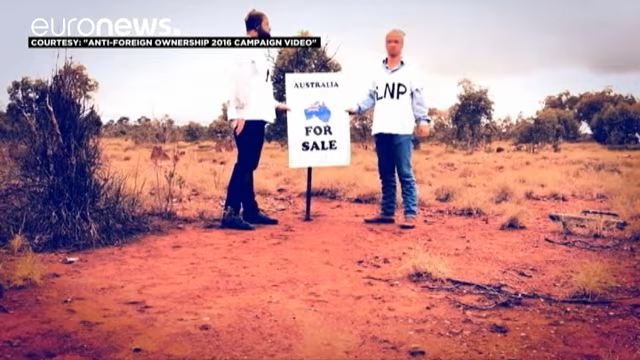 euronews.
COURTESY: "ANTI-FOREIGN OWNERSHIP 2016 CAMPAIGN VIDEO"
AUSTRALIA
FOR
SALE
LNP